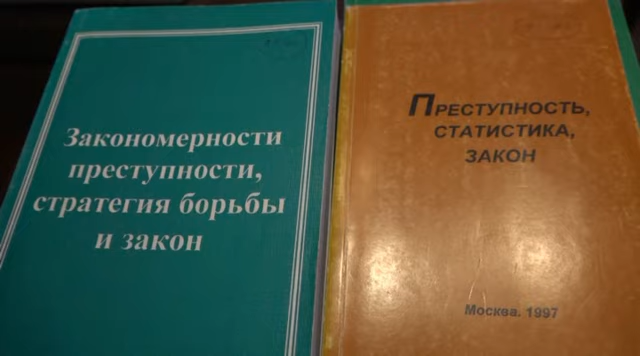 Закономерности
преступности,
стратегия борьбы
и закон
Преступность,
статистика,
закон
Москва. 1997